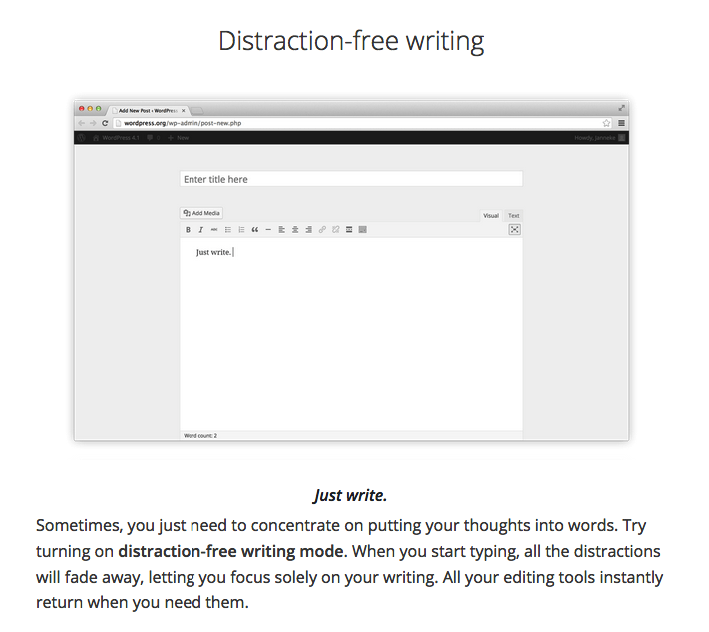 Distraction-free writing
Add New Post ‹ WordPress
wordpress.org/wp-admin/post-new.php
WordPress 4.1 0 + New Howdy, Janneke
Enter title here
Add Media
Visual Text
B I ABC
Just write.
Word count: 2
Just write.
Sometimes, you just need to concentrate on putting your thoughts into words. Try
turning on distraction-free writing mode. When you start typing, all the distractions
will fade away, letting you focus solely on your writing. All your editing tools instantly
return when you need them.